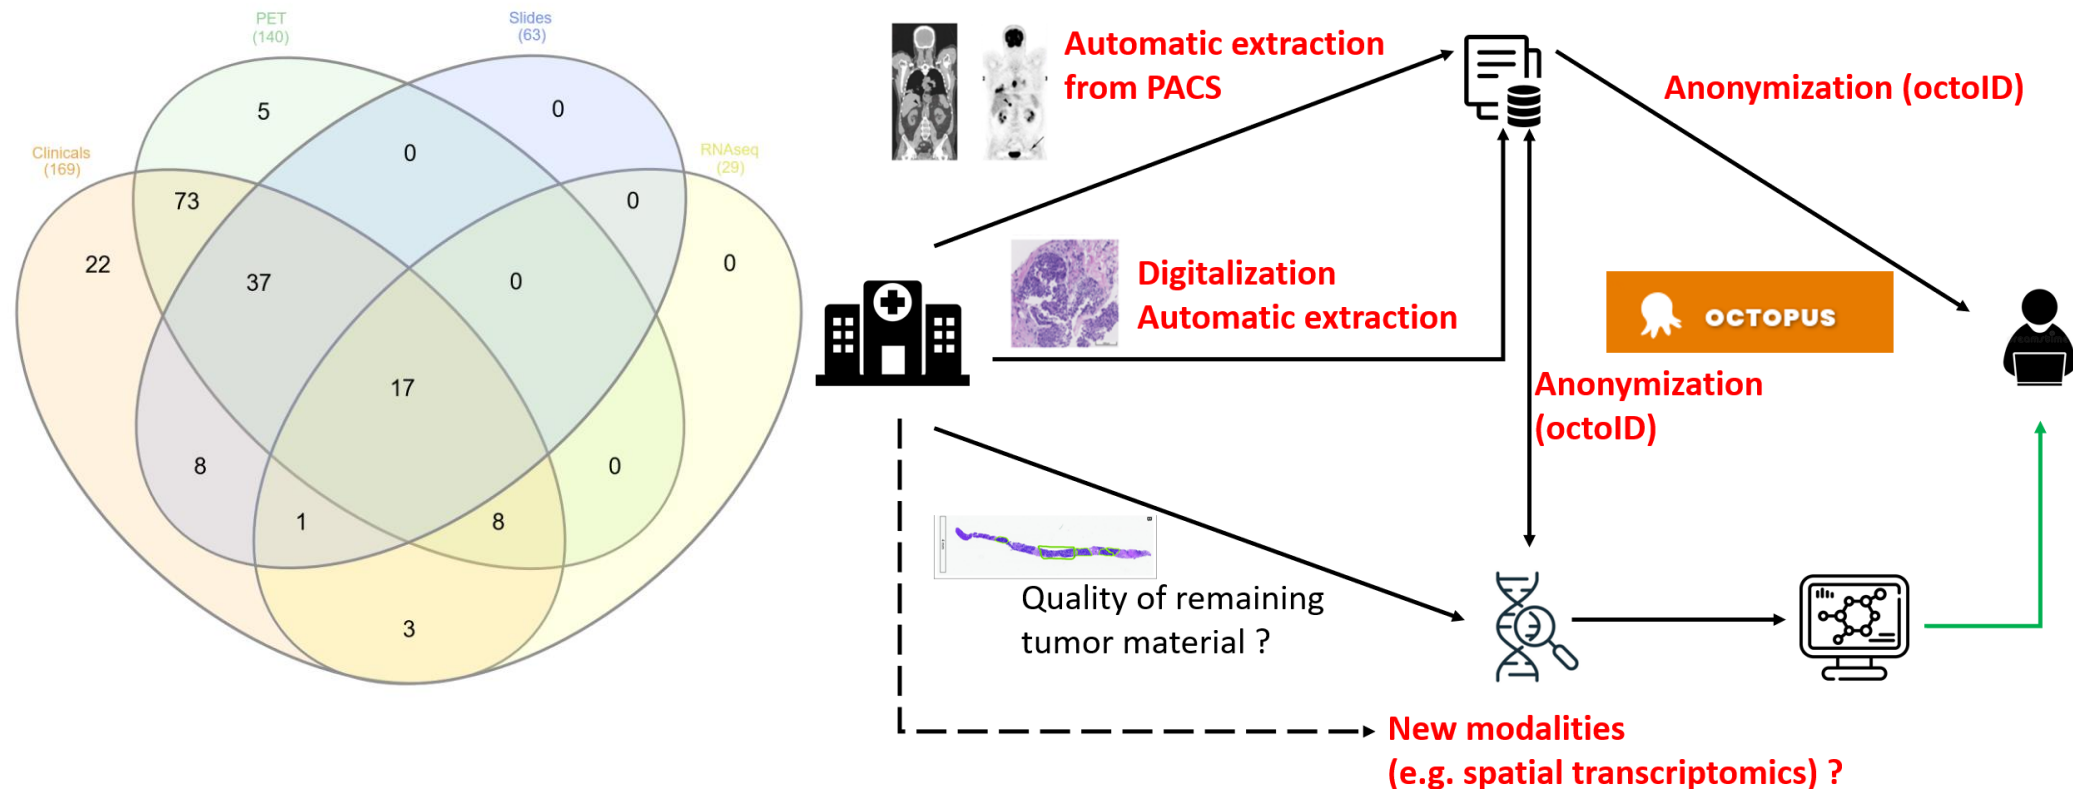 PET
(140)
Slides
(63)
Clinicals
(169)
RNAseq
(29)
5
0
0
73
0
22
37
0
0
17
8
0
1
8
3
Automatic extraction
from PACS
Anonymization (octoID)
Digitalization
Automatic extraction
OCTOPUS
Anonymization
(octoID)
Quality of remaining
tumor material ?
New modalities
(e.g. spatial transcriptomics) ?